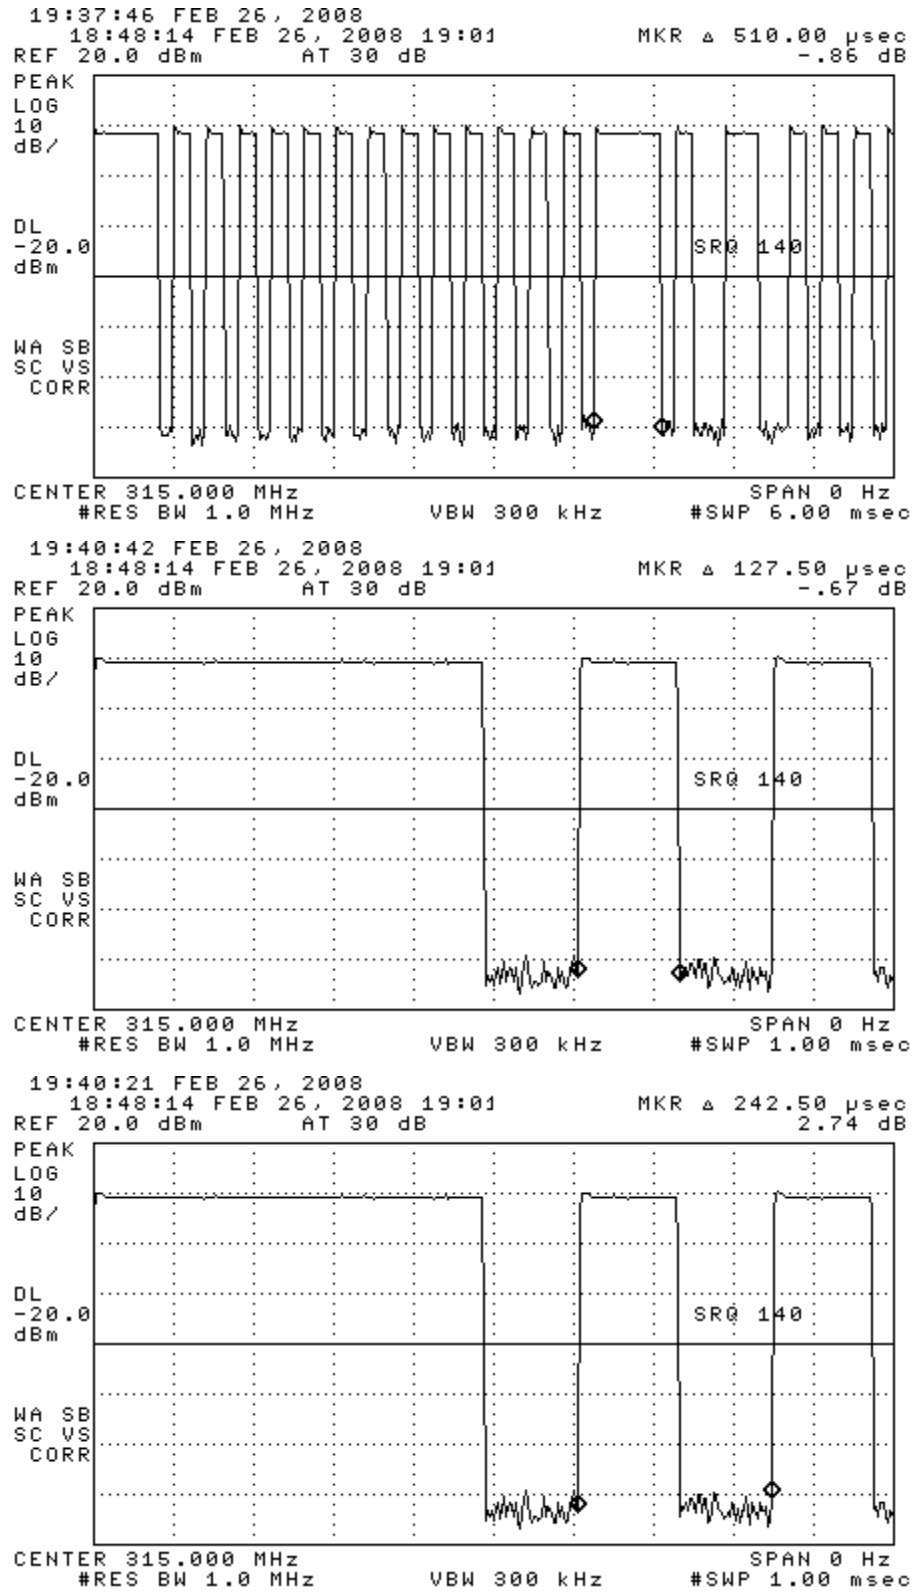 19:37:46 FEB 26, 2008
18:48:14 FEB 26, 2008 19:01 MKR Δ 510.00 µsec
REF 20.0 dBm AT 30 dB -.86 dB
PEAK
LOG
10
dB/
DL
-20.0
dBm
SRQ 140
WA SB
SC VS
CORR
CENTER 315.000 MHz SPAN 0 Hz
#RES BW 1.0 MHz VBW 300 kHz #SWP 6.00 msec
19:40:42 FEB 26, 2008
18:48:14 FEB 26, 2008 19:01 MKR Δ 127.50 µsec
REF 20.0 dBm AT 30 dB -.67 dB
PEAK
LOG
10
dB/
DL
-20.0
dBm
SRQ 140
WA SB
SC VS
CORR
CENTER 315.000 MHz SPAN 0 Hz
#RES BW 1.0 MHz VBW 300 kHz #SWP 1.00 msec
19:40:21 FEB 26, 2008
18:48:14 FEB 26, 2008 19:01 MKR Δ 242.50 µsec
REF 20.0 dBm AT 30 dB 2.74 dB
PEAK
LOG
10
dB/
DL
-20.0
dBm
SRQ 140
WA SB
SC VS
CORR
CENTER 315.000 MHz SPAN 0 Hz
#RES BW 1.0 MHz VBW 300 kHz #SWP 1.00 msec